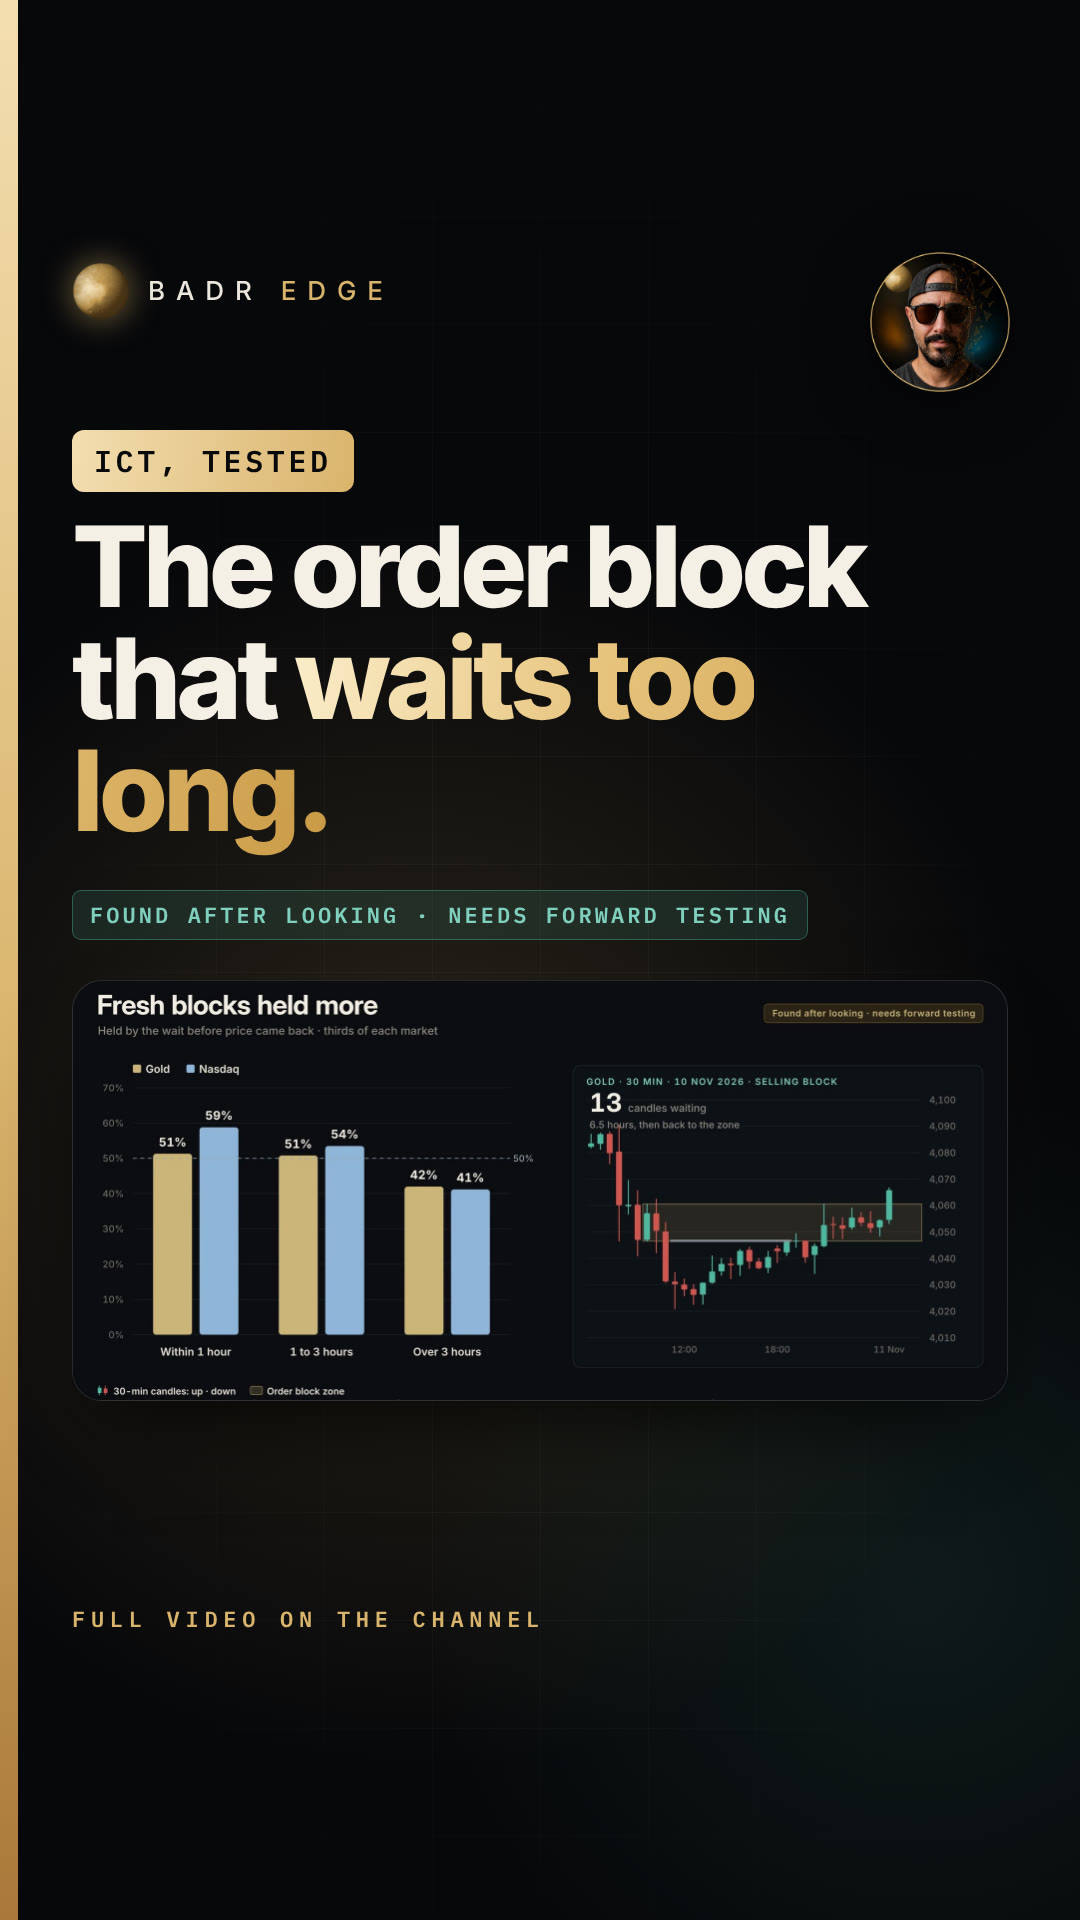 BADR EDGE
ICT, TESTED
The order block
that waits too
long.
FOUND AFTER LOOKING · NEEDS FORWARD TESTING
Fresh blocks held more
Held by the wait before price came back · thirds of each market
Found after looking · needs forward testing
Gold Nasdaq
70%
60%
50%
40%
30%
20%
10%
0%
51% 59% 51% 54% 42% 41%
50%
Within 1 hour 1 to 3 hours Over 3 hours
GOLD · 30 MIN · 10 NOV 2026 · SELLING BLOCK
13 candles waiting
6.5 hours, then back to the zone
4,100
4,090
4,080
4,070
4,060
4,050
4,040
4,030
4,020
4,010
12:00 18:00 11 Nov
30-min candles: up · down Order block zone
FULL VIDEO ON THE CHANNEL